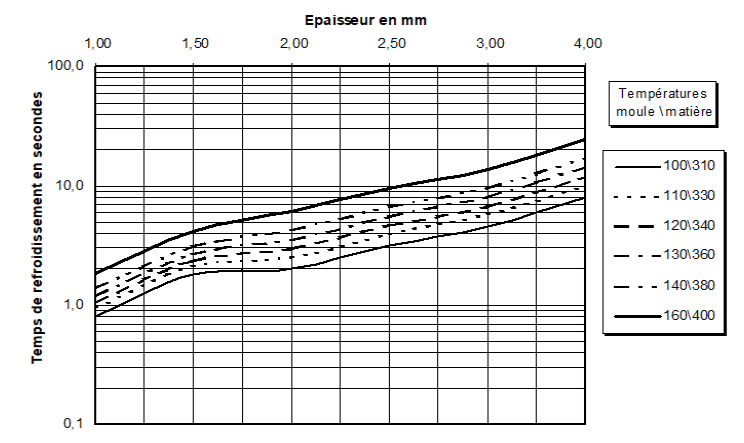 Epaisseur en mm
1,00 1,50 2,00 2,50 3,00 4,00
Temps de refroidissement en secondes
100,0
10,0
1,0
0,1
Températures
moule \ matière
100\310
110\330
120\340
130\360
140\380
160\400